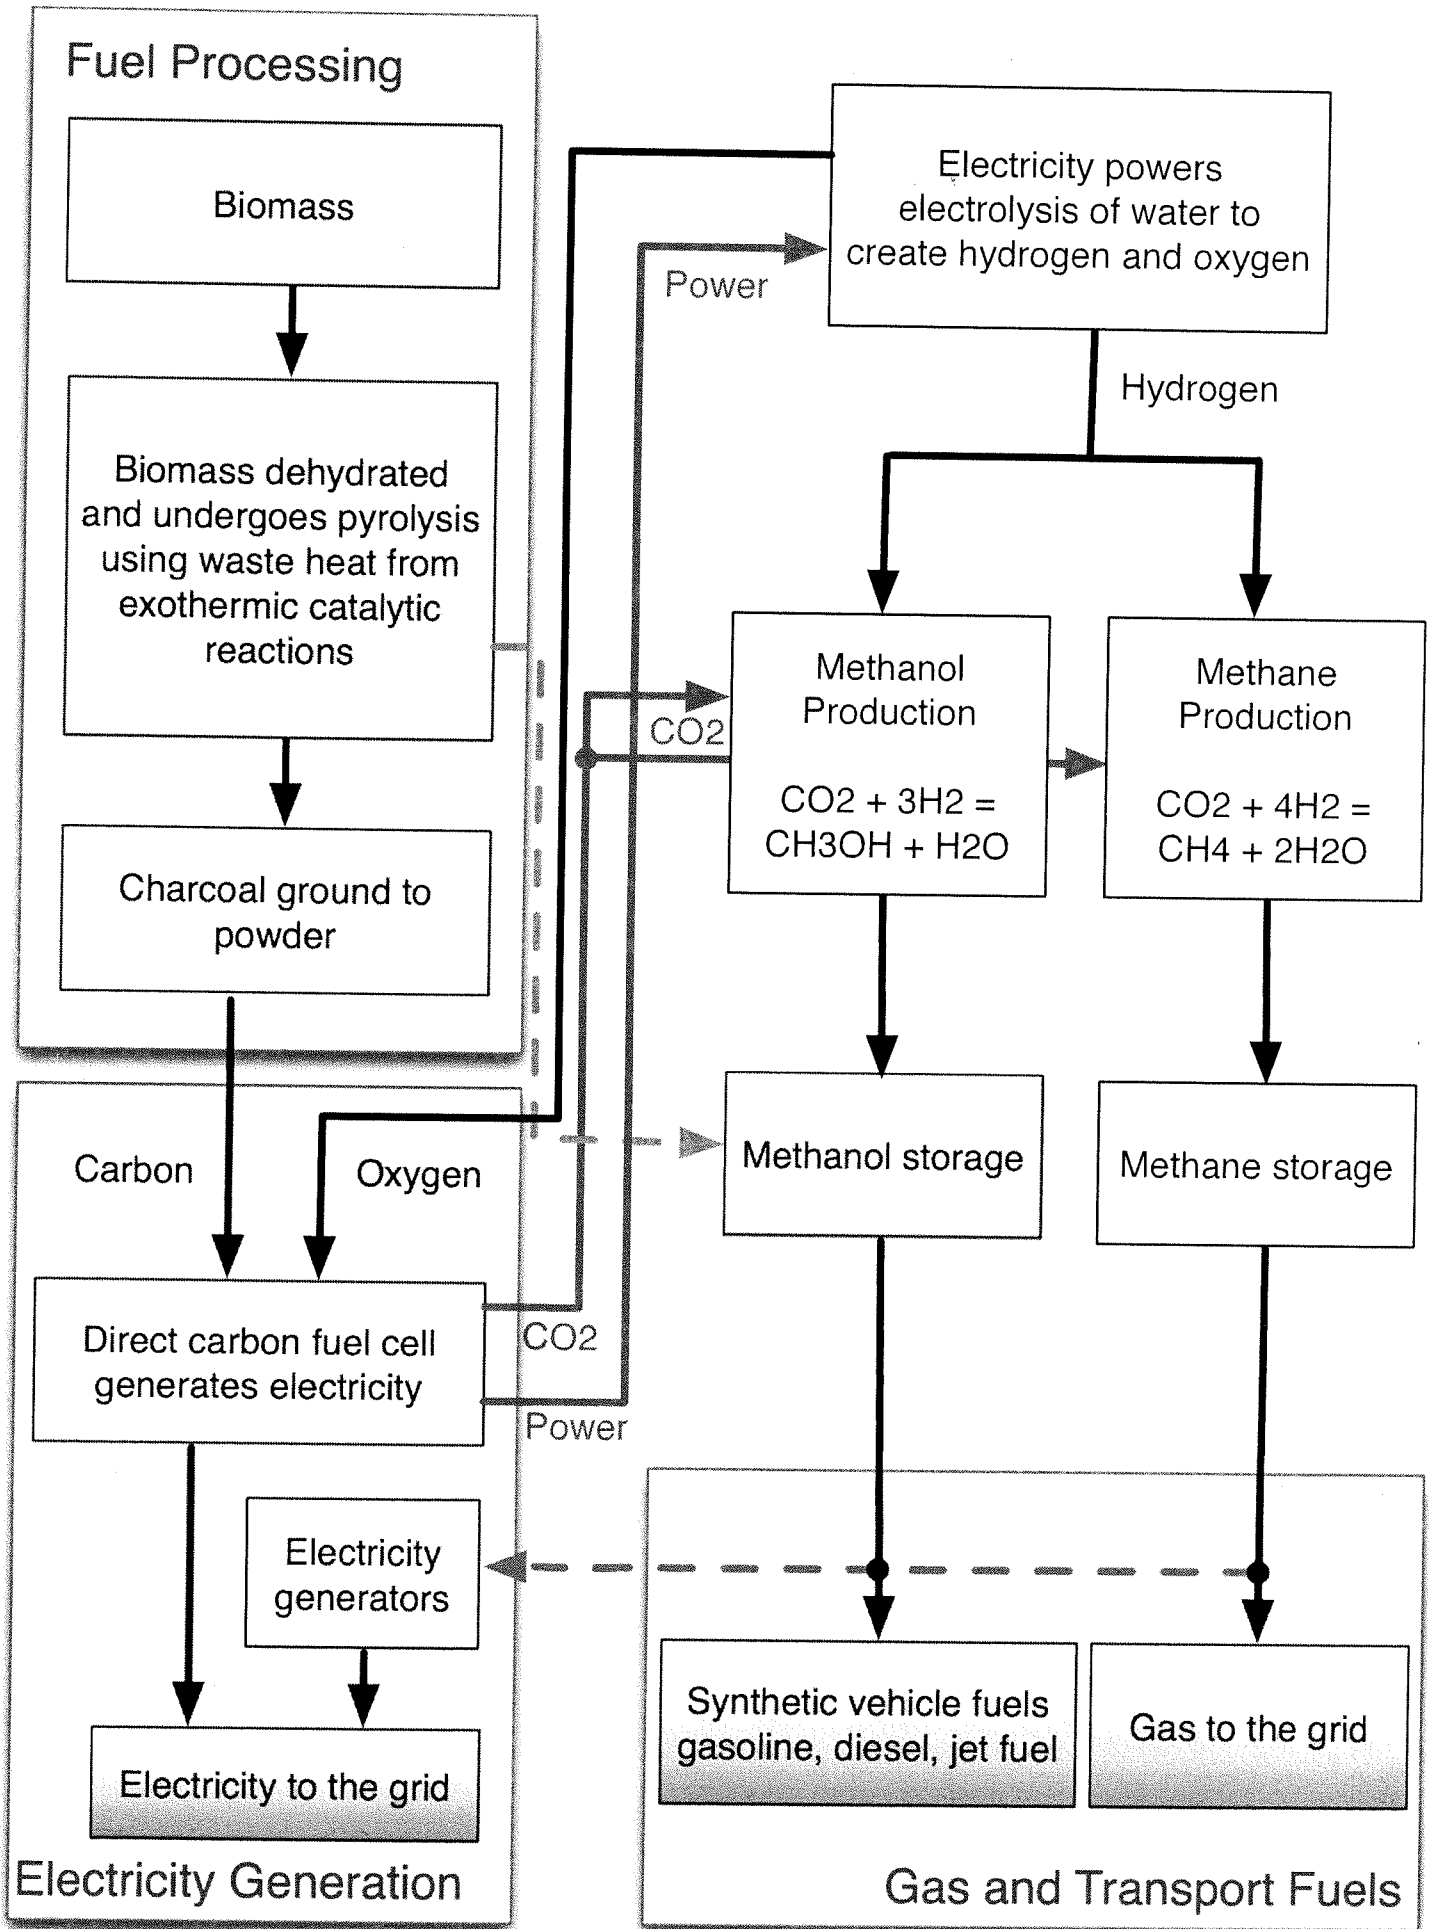 Fuel Processing
Biomass
Biomass dehydrated
and undergoes pyrolysis
using waste heat from
exothermic catalytic
reactions
Charcoal ground to
powder
Carbon
Oxygen
Direct carbon fuel cell
generates electricity
CO2
Power
Electricity
generators
Electricity to the grid
Electricity Generation
Electricity powers
electrolysis of water to
create hydrogen and oxygen
Power
Hydrogen
CO2
Methanol
Production
CO2 + 3H2 =
CH3OH + H2O
Methane
Production
CO2 + 4H2 =
CH4 + 2H2O
Methanol storage
Methane storage
Synthetic vehicle fuels
gasoline, diesel, jet fuel
Gas to the grid
Gas and Transport Fuels